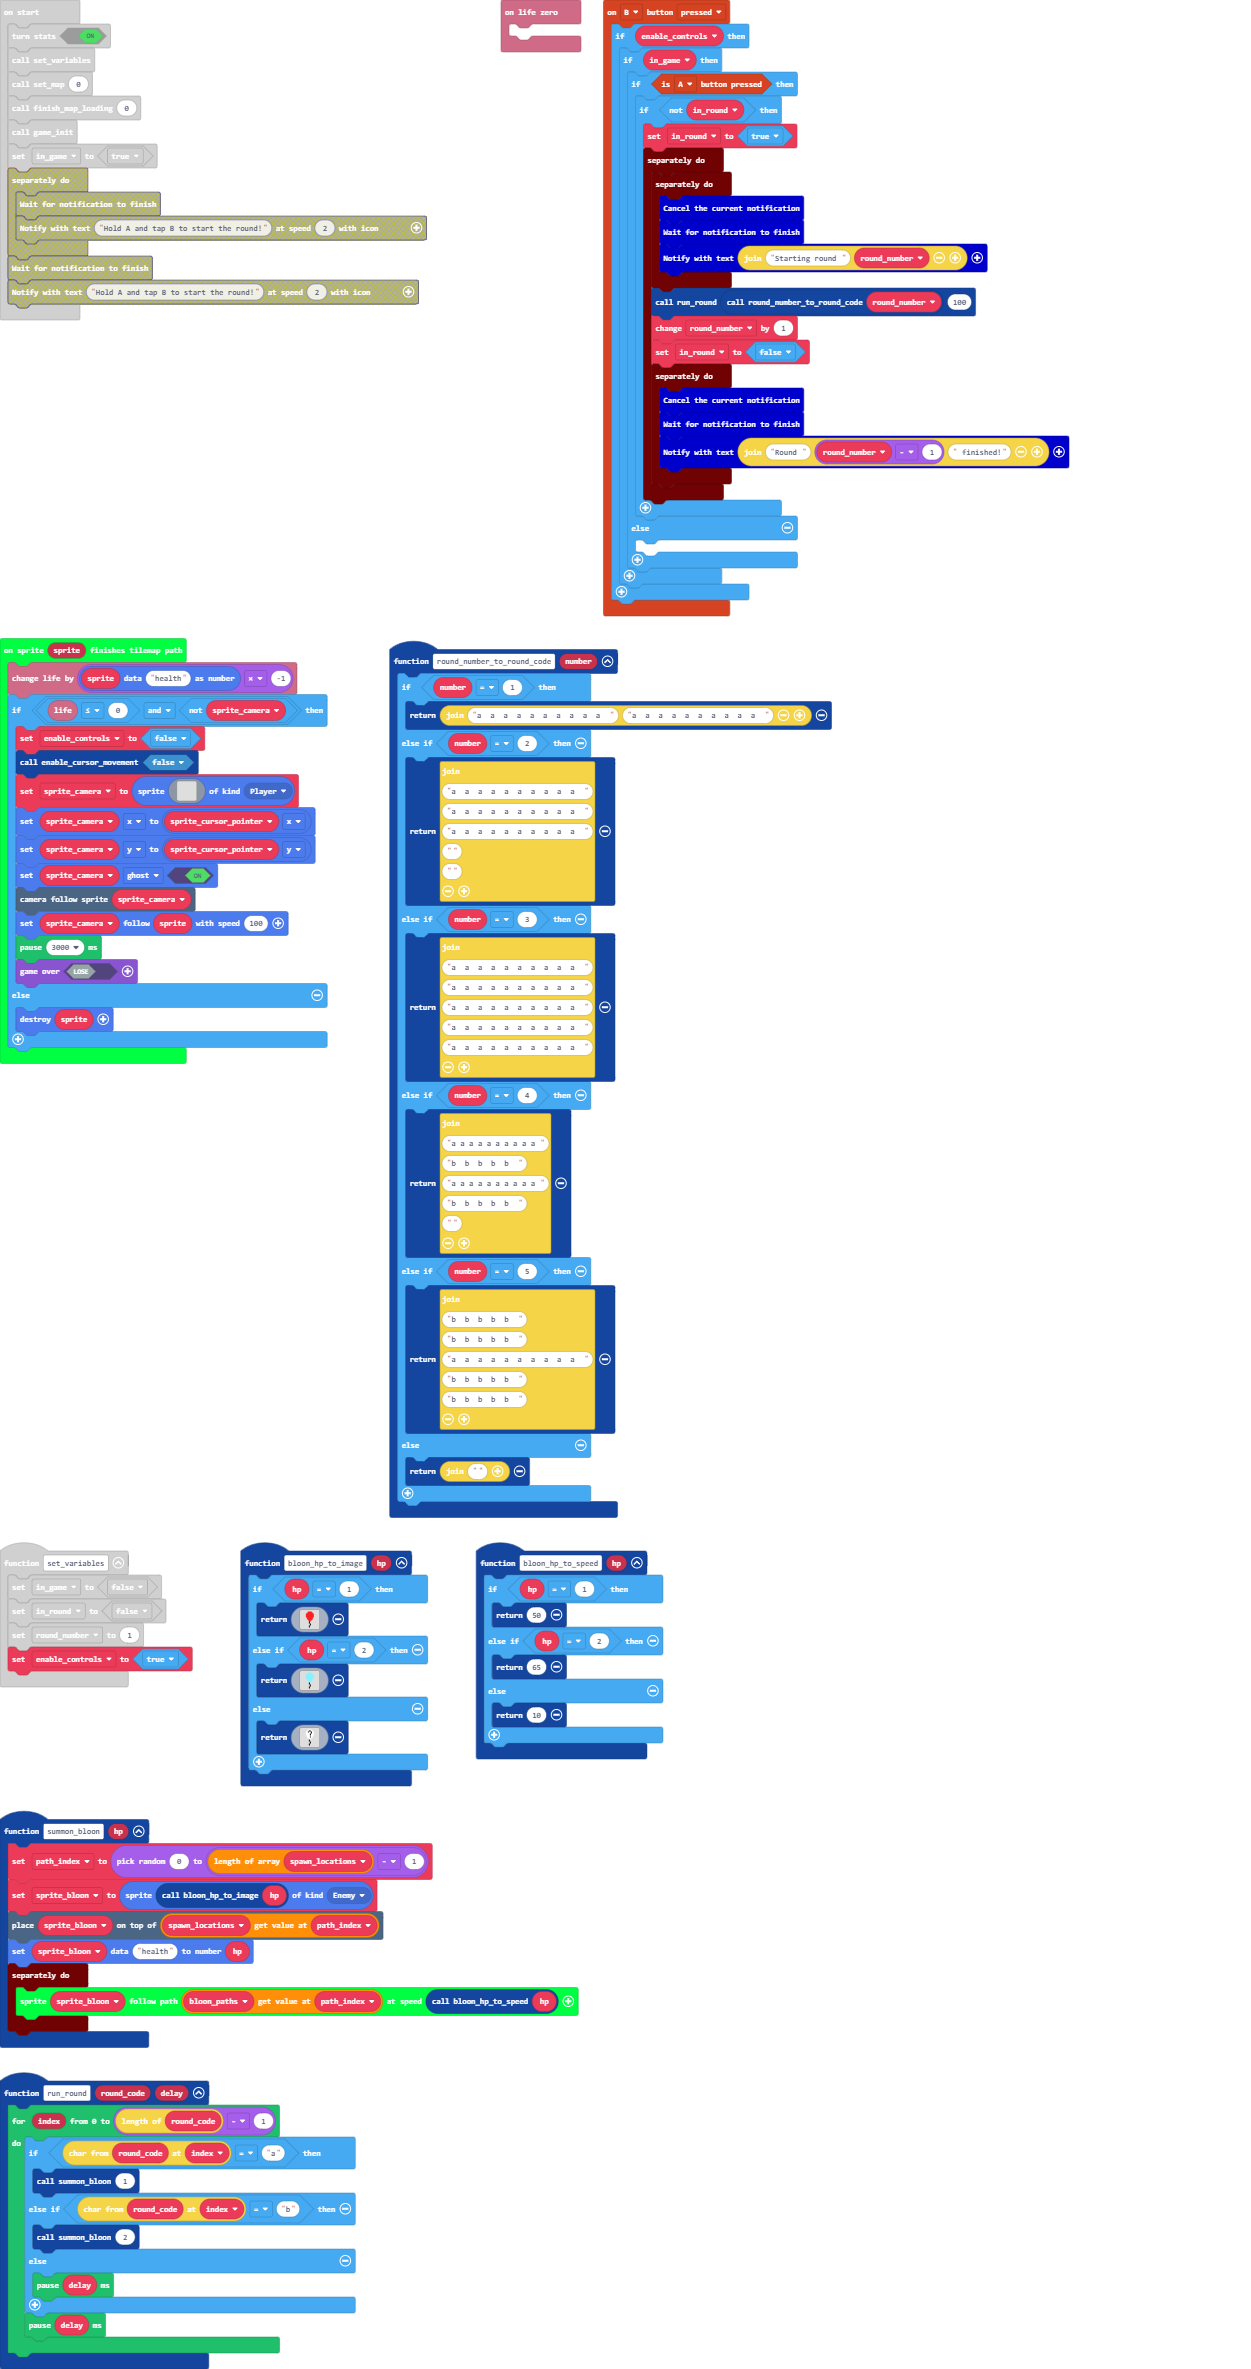 on start
turn stats ON
call set_variables
call set_map 0
call finish_map_loading 0
call game_init
set in_game to true
separately do
Wait for notification to finish
Notify with text "Hold A and tap B to start the round!" at speed 2 with icon
Wait for notification to finish
Notify with text "Hold A and tap B to start the round!" at speed 2 with icon
on life zero
on B button pressed
if enable_controls then
if in_game then
if is A button pressed then
if not in_round then
set in_round to true
separately do
separately do
Cancel the current notification
Wait for notification to finish
Notify with text join "Starting round " round_number
call run_round call round_number_to_round_code round_number 100
change round_number by 1
set in_round to false
separately do
Cancel the current notification
Wait for notification to finish
Notify with text join "Round " round_number - 1 " finished!"
else
on sprite sprite finishes tilemap path
change life by sprite data "health" as number x -1
if life ≤ 0 and not sprite_camera then
set enable_controls to false
call enable_cursor_movement false
set sprite_camera to sprite of kind Player
set sprite_camera x to sprite_cursor_pointer x
set sprite_camera y to sprite_cursor_pointer y
set sprite_camera ghost ON
camera follow sprite sprite_camera
set sprite_camera follow sprite with speed 100
pause 3000 ms
game over LOSE
else
destroy sprite
function round_number_to_round_code number
if number = 1 then
return join "a a a a a a a a a a " "a a a a a a a a a a "
else if number = 2 then
join
"a a a a a a a a a a "
"a a a a a a a a a a "
return "a a a a a a a a a a "
""
""
else if number = 3 then
join
"a a a a a a a a a a "
"a a a a a a a a a a "
return "a a a a a a a a a a "
"a a a a a a a a a a "
"a a a a a a a a a a "
else if number = 4 then
join
"a a a a a a a a a a "
"b b b b b "
return "a a a a a a a a a a "
"b b b b b "
""
else if number = 5 then
join
"b b b b b "
"b b b b b "
return "a a a a a a a a a a "
"b b b b b "
"b b b b b "
else
return join ""
function set_variables
set in_game to false
set in_round to false
set round_number to 1
set enable_controls to true
function bloon_hp_to_image hp
if hp = 1 then
return
else if hp = 2 then
return
else
return ?
function bloon_hp_to_speed hp
if hp = 1 then
return 50
else if hp = 2 then
return 65
else
return 10
function summon_bloon hp
set path_index to pick random 0 to length of array spawn_locations - 1
set sprite_bloon to sprite call bloon_hp_to_image hp of kind Enemy
place sprite_bloon on top of spawn_locations get value at path_index
set sprite_bloon data "health" to number hp
separately do
sprite sprite_bloon follow path bloon_paths get value at path_index at speed call bloon_hp_to_speed hp
function run_round round_code delay
for index from 0 to length of round_code - 1
do
if char from round_code at index = "a" then
call summon_bloon 1
else if char from round_code at index = "b" then
call summon_bloon 2
else
pause delay ms
pause delay ms